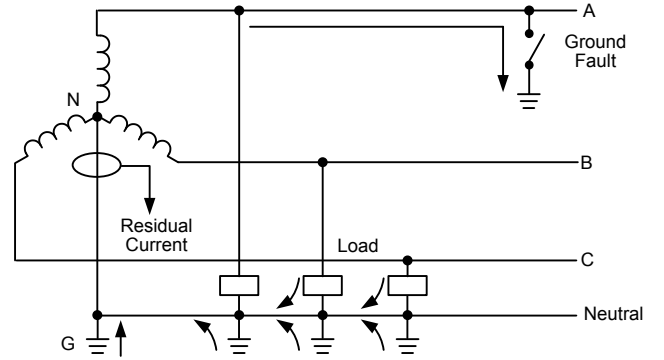 A
Ground
Fault
N
B
Residual
Current
Load
C
Neutral
G